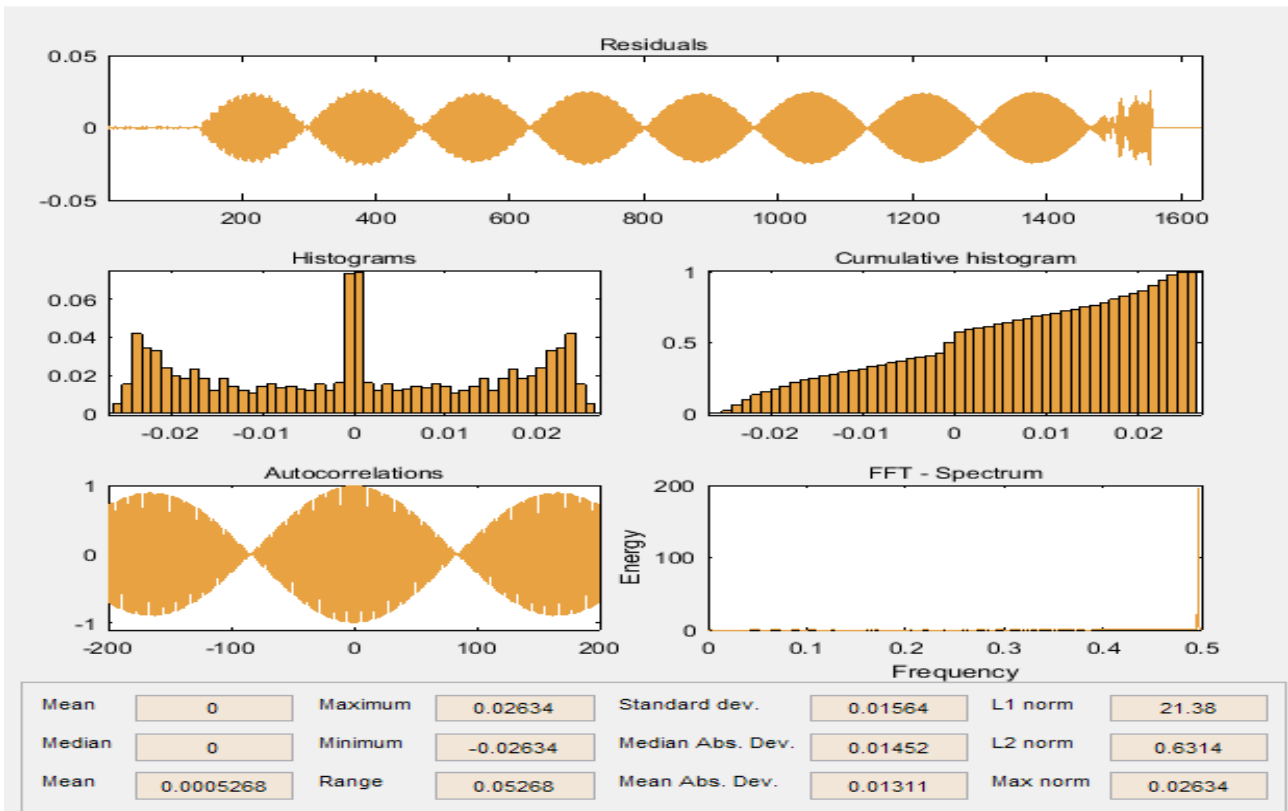 Residuals
0.05
0
-0.05
200 400 600 800 1000 1200 1400 1600
Histograms
0.06
0.04
0.02
0
-0.02 -0.01 0 0.01 0.02
Cumulative histogram
1
0.5
0
-0.02 -0.01 0 0.01 0.02
Autocorrelations
1
0
-1
-200 -100 0 100 200
FFT - Spectrum
Energy
200
100
0
0 0.1 0.2 0.3 0.4 0.5
Frequency
Mean 0 Maximum 0.02634 Standard dev. 0.01564 L1 norm 21.38
Median 0 Minimum -0.02634 Median Abs. Dev. 0.01452 L2 norm 0.6314
Mean 0.0005268 Range 0.05268 Mean Abs. Dev. 0.01311 Max norm 0.02634